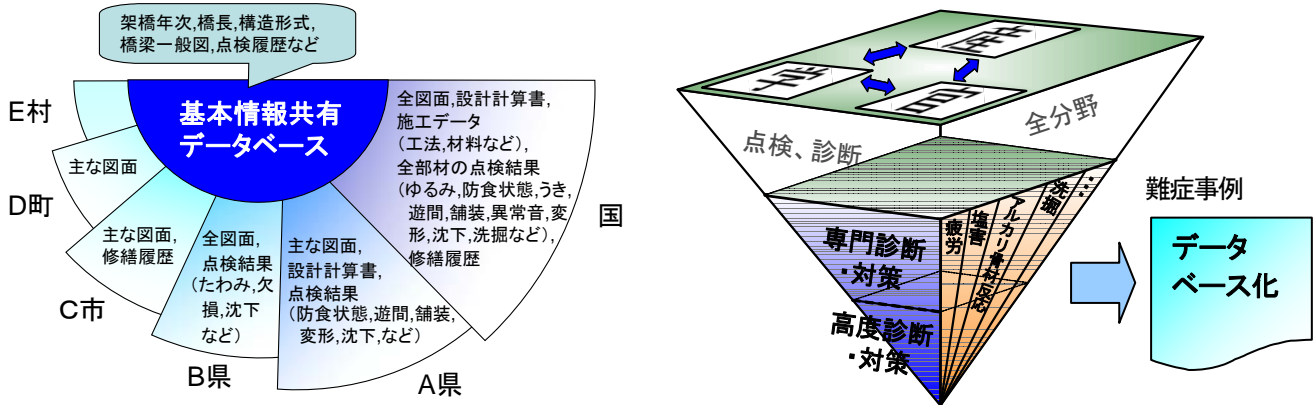 架橋年次,橋長,構造形式,
橋梁一般図,点検履歴など
基本情報共有
データベース
E村
D町
主な図面
C市
主な図面,
修繕履歴
B県
全図面,
点検結果
(たわみ,欠
損,沈下
など)
A県
主な図面,
設計計算書,
点検結果
(防食状態,遊間,舗装,
変形,沈下,など)
国
全図面,設計計算書,
施工データ
(工法,材料など),
全部材の点検結果
(ゆるみ,防食状態,うき,
遊間,舗装,異常音,変
形,沈下,洗掘など),
修繕履歴
点検、診断
全分野
専門診断
・対策
高度診断
・対策
疲労
塩害
アルカリ骨材反応
洗掘
・・・
難症事例
データ
ベース化